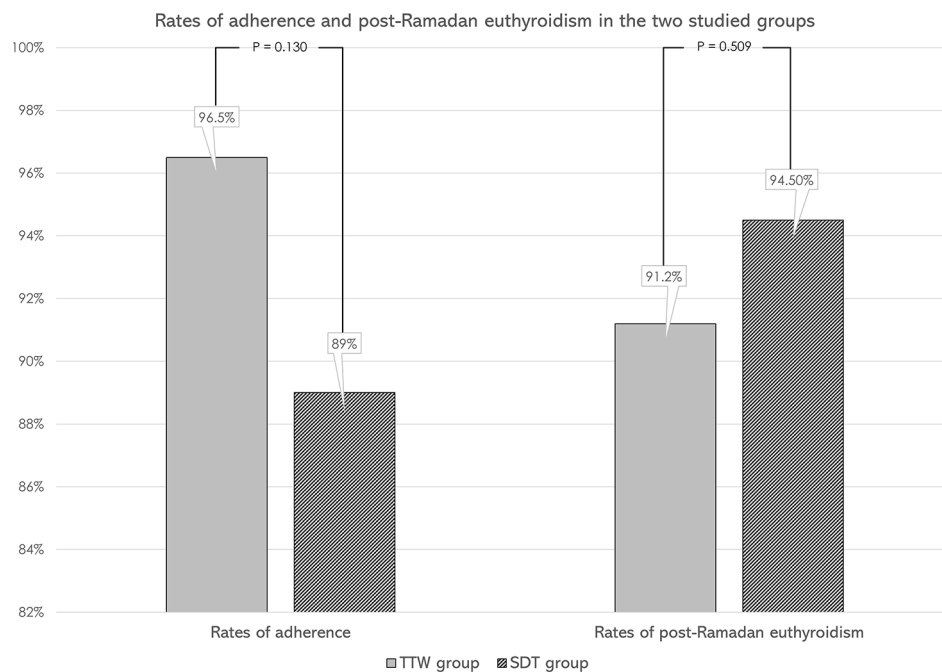 Rates of adherence and post-Ramadan euthyroidism in the two studied groups
100%
P = 0.130
P = 0.509
98%
96.5%
96%
94.50%
94%
92%
91.2%
90%
89%
88%
86%
84%
82%
Rates of adherence
Rates of post-Ramadan euthyroidism
TTW group
SDT group